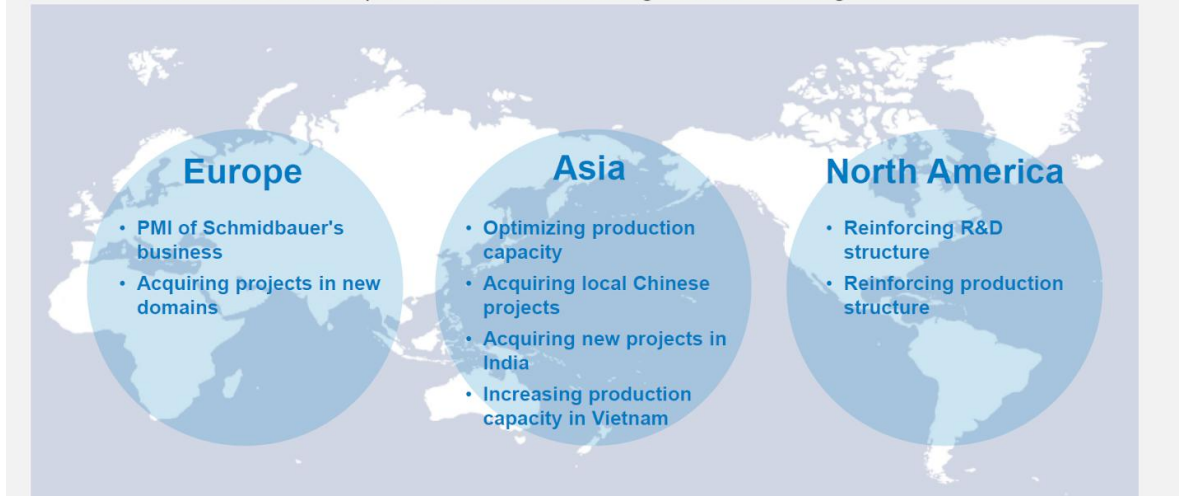 Europe
• PMI of Schmidbauer's
business
• Acquiring projects in new
domains
Asia
• Optimizing production
capacity
• Acquiring local Chinese
projects
• Acquiring new projects in
India
• Increasing production
capacity in Vietnam
North America
• Reinforcing R&D
structure
• Reinforcing production
structure